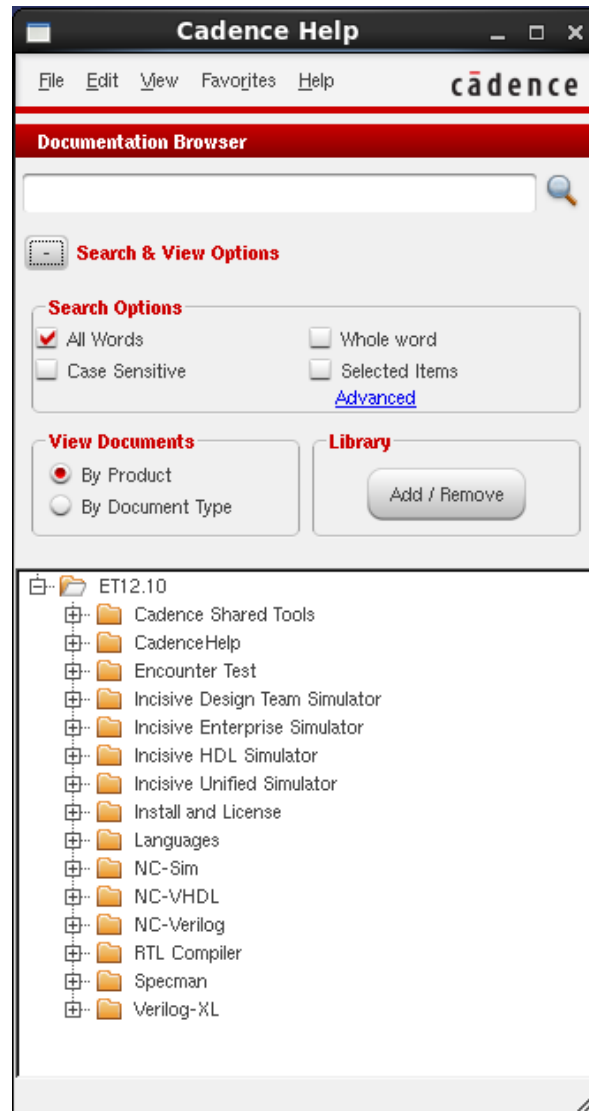 Cadence Help
File Edit View Favorites Help cādence
Documentation Browser
- Search & View Options
Search Options
All Words Whole word
Case Sensitive Selected Items
Advanced
View Documents Library
By Product
Add / Remove
By Document Type
ET12.10
Cadence Shared Tools
CadenceHelp
Encounter Test
Incisive Design Team Simulator
Incisive Enterprise Simulator
Incisive HDL Simulator
Incisive Unified Simulator
Install and License
Languages
NC-Sim
NC-VHDL
NC-Verilog
RTL Compiler
Specman
Verilog-XL